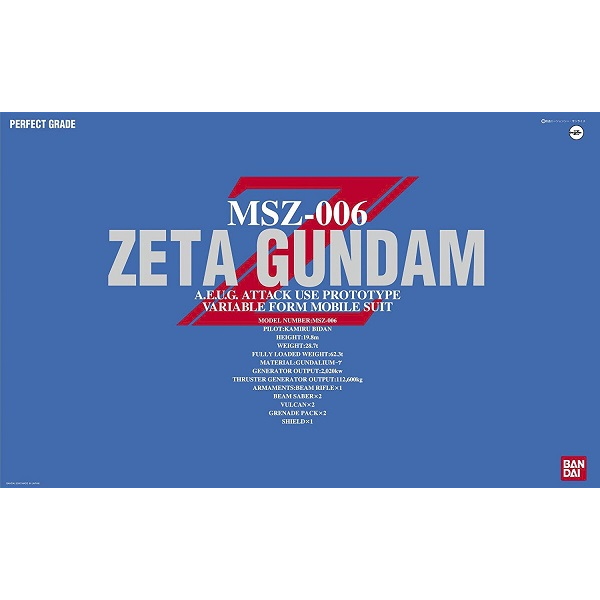 PERFECT GRADE
MSZ-006
ZETA GUNDAM
A.E.U.G. ATTACK USE PROTOTYPE
VARIABLE FORM MOBILE SUIT
MODEL NUMBER:MSZ-006
PILOT:KAMIRU BIDAN
HEIGHT:19.8m
WEIGHT:28.7t
FULLY LOADED WEIGHT:62.3t
MATERIAL:GUNDALIUM-γ
GENERATOR OUTPUT:2,020kw
THRUSTER GENERATOR OUTPUT:112,600kg
ARMAMENTS:BEAM RIFLE×1
BEAM SABER×2
VULCAN×2
GRENADE PACK×2
SHIELD×1
BAN
DAI